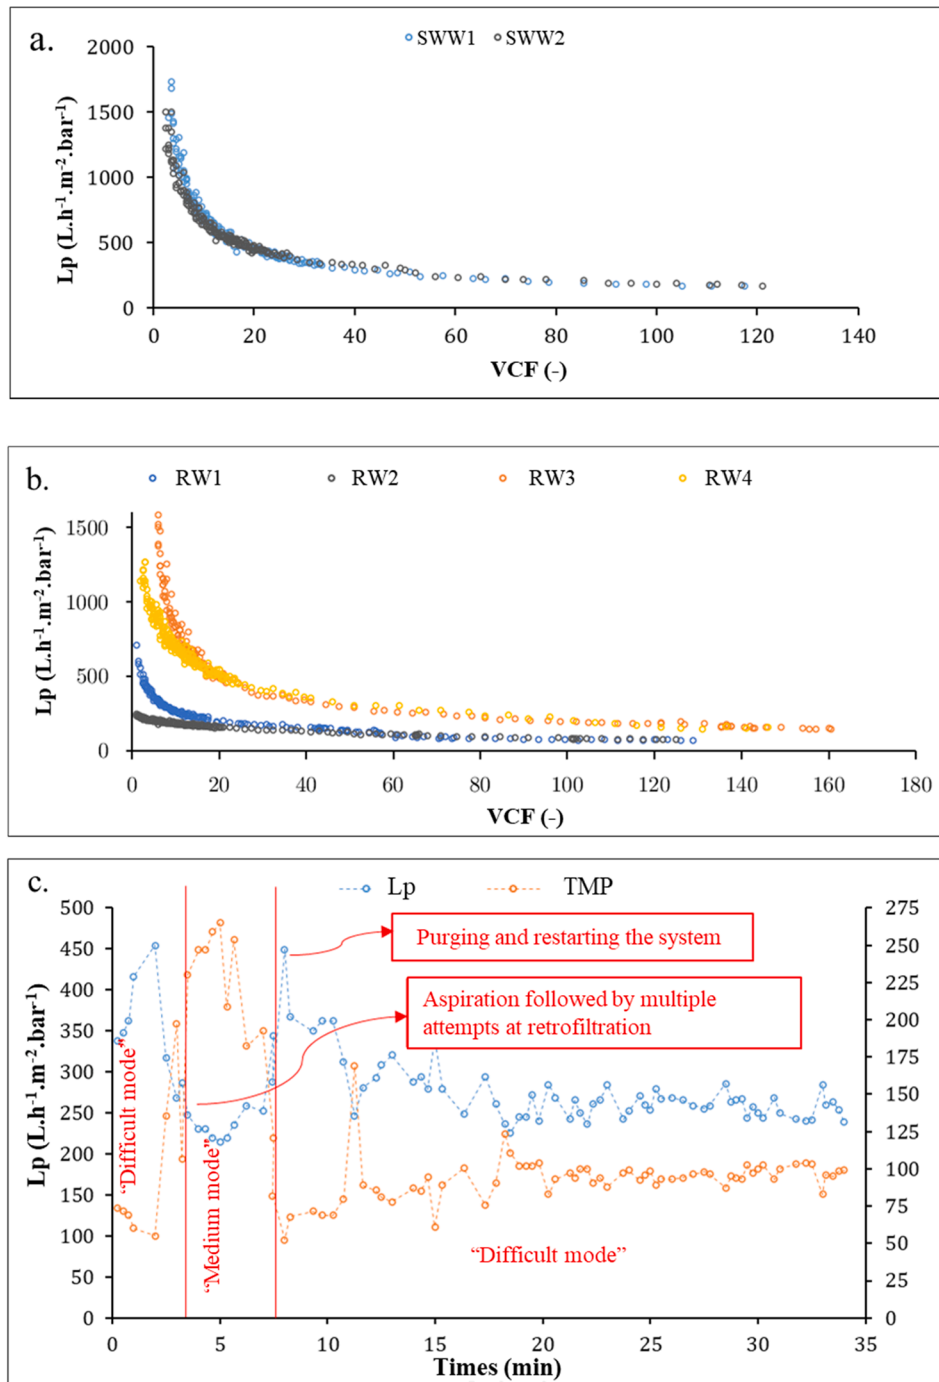 a.
SWW1 SWW2
2000
1500
1000
500
0
Lp (L.h-1.m-2.bar-1)
0 20 40 60 80 100 120 140
VCF (-)
b.
RW1 RW2 RW3 RW4
1500
1000
500
0
Lp (L.h-1.m-2.bar-1)
0 20 40 60 80 100 120 140 160 180
VCF (-)
c.
Lp TMP
500
450
400
350
300
250
200
150
100
50
0
Lp (L.h-1.m-2.bar-1)
275
250
225
200
175
150
125
100
75
50
25
0
Purging and restarting the system
Aspiration followed by multiple
attempts at retrofiltration
“Difficult mode”
“Medium mode”
“Difficult mode”
0 5 10 15 20 25 30 35
Times (min)